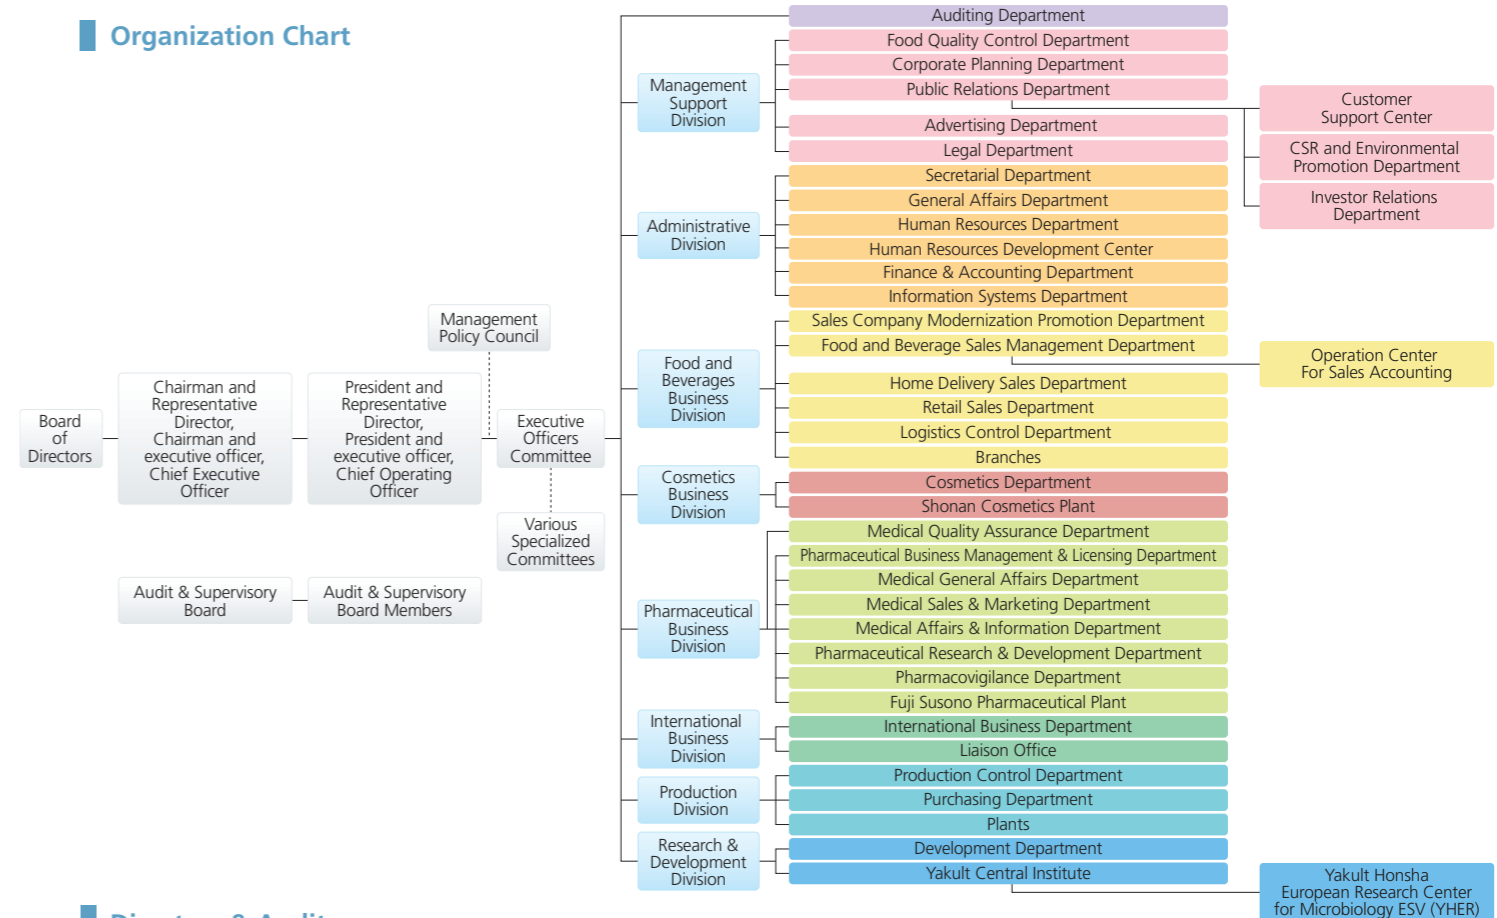 Organization Chart
Board
of
Directors
Chairman and
Representative
Director,
Chairman and
executive officer,
Chief Executive
Officer
President and
Representative
Director,
President and
executive officer,
Chief Operating
Officer
Management
Policy Council
Executive
Officers
Committee
Various
Specialized
Committees
Audit & Supervisory
Board
Audit & Supervisory
Board Members
Auditing Department
Management
Support
Division
Food Quality Control Department
Corporate Planning Department
Public Relations Department
Customer
Support Center
CSR and Environmental
Promotion Department
Investor Relations
Department
Advertising Department
Legal Department
Administrative
Division
Secretarial Department
General Affairs Department
Human Resources Department
Human Resources Development Center
Finance & Accounting Department
Information Systems Department
Food and
Beverages
Business
Division
Sales Company Modernization Promotion Department
Food and Beverage Sales Management Department
Operation Center
For Sales Accounting
Home Delivery Sales Department
Retail Sales Department
Logistics Control Department
Branches
Cosmetics
Business
Division
Cosmetics Department
Shonan Cosmetics Plant
Pharmaceutical
Business
Division
Medical Quality Assurance Department
Pharmaceutical Business Management & Licensing Department
Medical General Affairs Department
Medical Sales & Marketing Department
Medical Affairs & Information Department
Pharmaceutical Research & Development Department
Pharmacovigilance Department
Fuji Susono Pharmaceutical Plant
International
Business
Division
International Business Department
Liaison Office
Production
Division
Production Control Department
Purchasing Department
Plants
Research &
Development
Division
Development Department
Yakult Central Institute
Yakult Honsha
European Research Center
for Microbiology ESV (YHER)